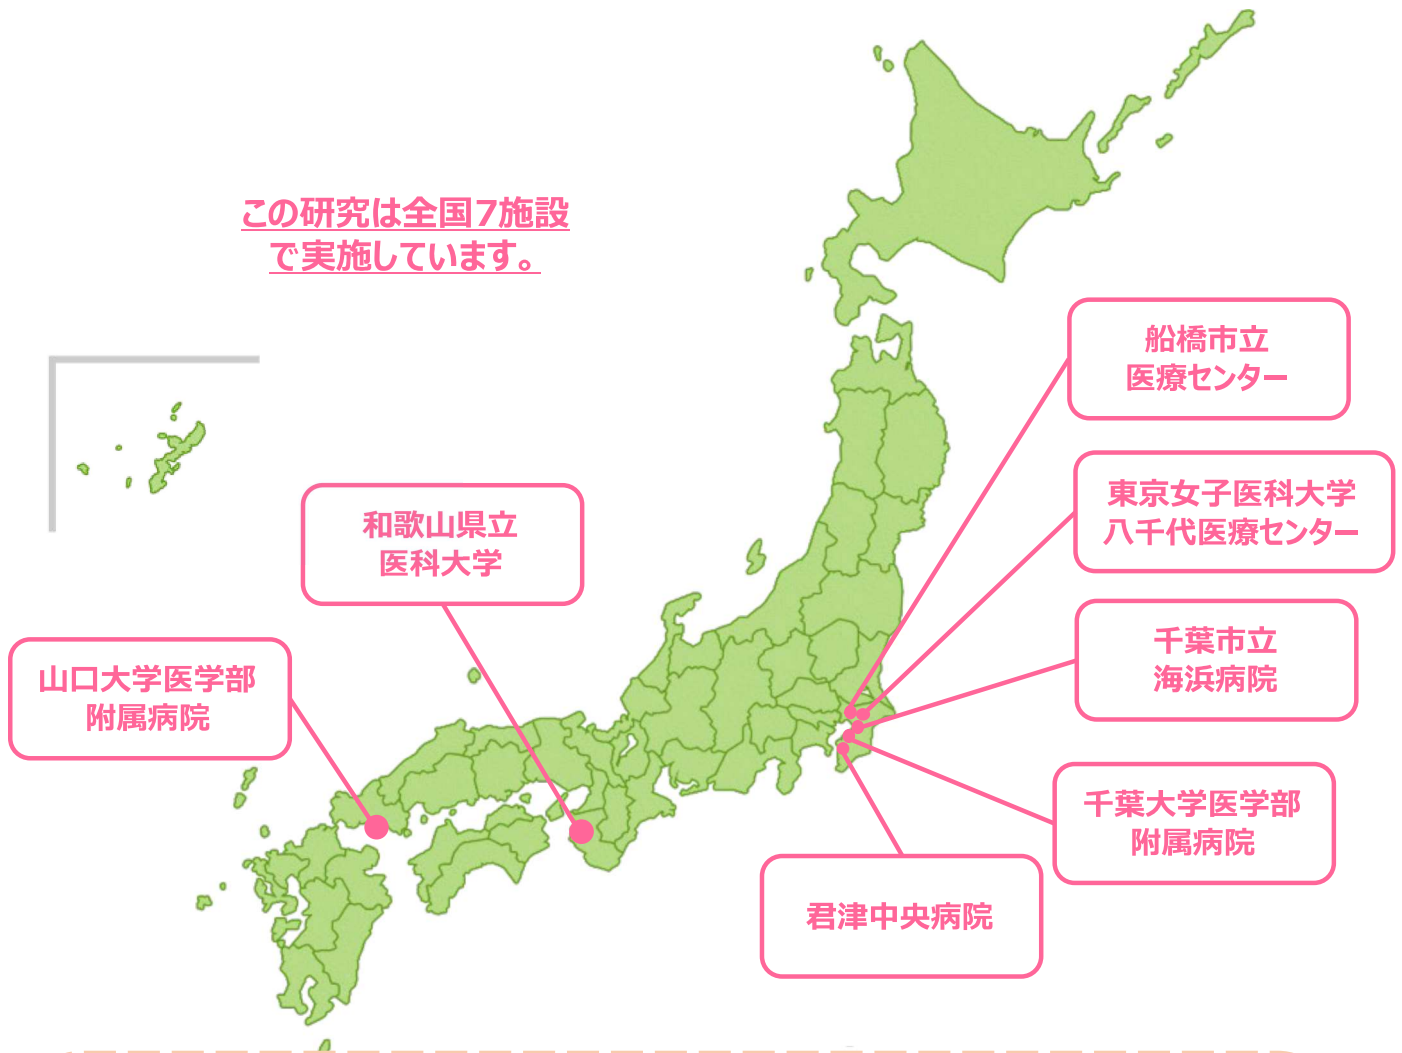 この研究は全国7施設
で実施しています。
船橋市立
医療センター
東京女子医科大学
八千代医療センター
和歌山県立
医科大学
千葉市立
海浜病院
山口大学医学部
附属病院
千葉大学医学部
附属病院
君津中央病院